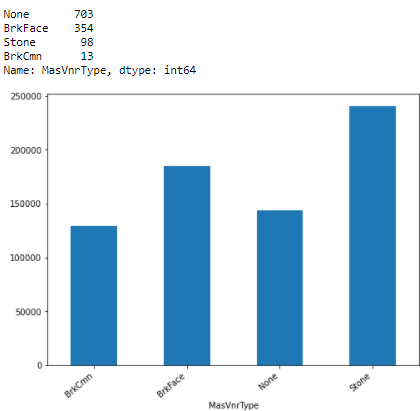 None 703
BrkFace 354
Stone 98
BrkCmn 13
Name: MasVnrType, dtype: int64
250000
200000
150000
100000
50000
0
BrkCmn BrkFace None Stone
MasVnrType